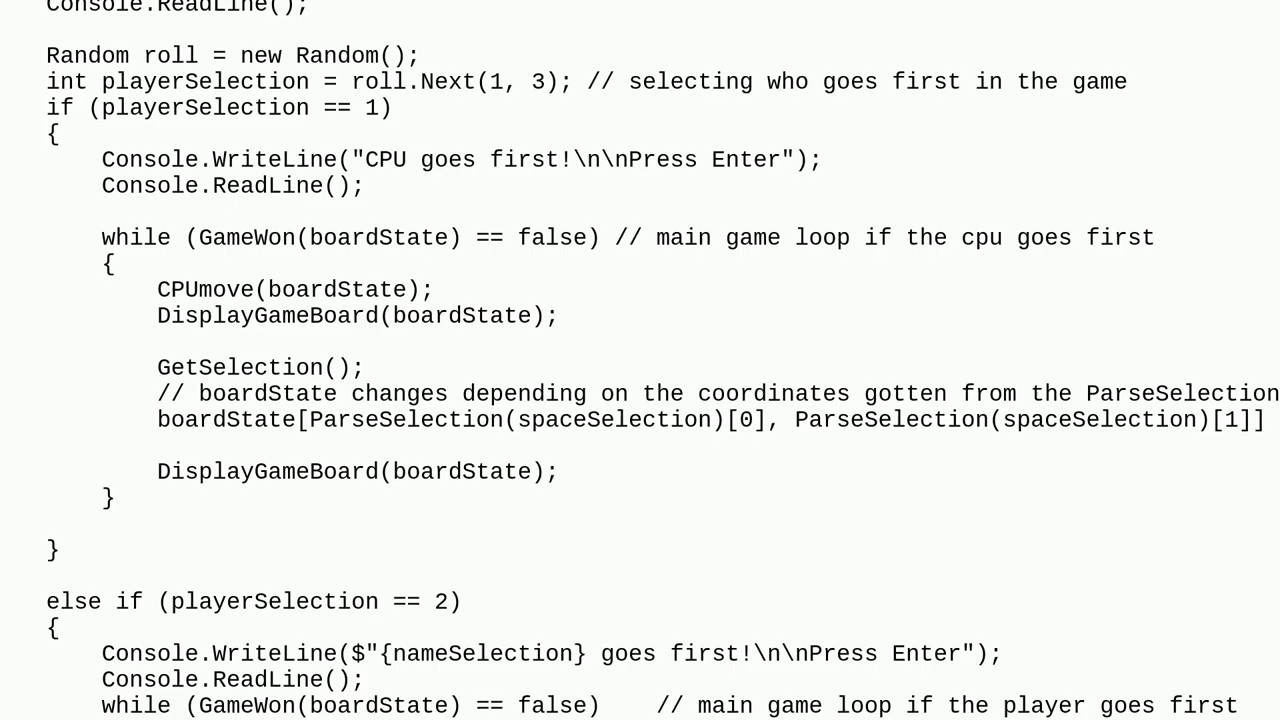 Console.ReadLine();
Random roll = new Random();
int playerSelection = roll.Next(1, 3); // selecting who goes first in the game
if (playerSelection == 1)
{
Console.WriteLine("CPU goes first!\n\nPress Enter");
Console.ReadLine();
while (GameWon(boardState) == false) // main game loop if the cpu goes first
{
CPUmove(boardState);
DisplayGameBoard(boardState);
GetSelection();
// boardState changes depending on the coordinates gotten from the ParseSelection
boardState[ParseSelection(spaceSelection)[0], ParseSelection(spaceSelection)[1]]
DisplayGameBoard(boardState);
}
}
else if (playerSelection == 2)
{
Console.WriteLine($"{nameSelection} goes first!\n\nPress Enter");
Console.ReadLine();
while (GameWon(boardState) == false)    // main game loop if the player goes first